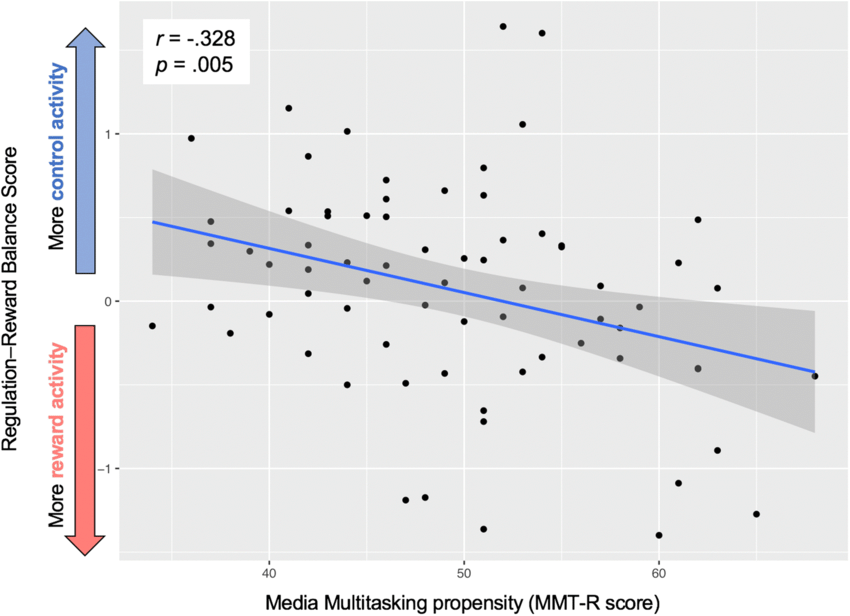 r = -.328
p = .005
Regulation–Reward Balance Score
More control activity
More reward activity
1
0
−1
40
50
60
Media Multitasking propensity (MMT-R score)